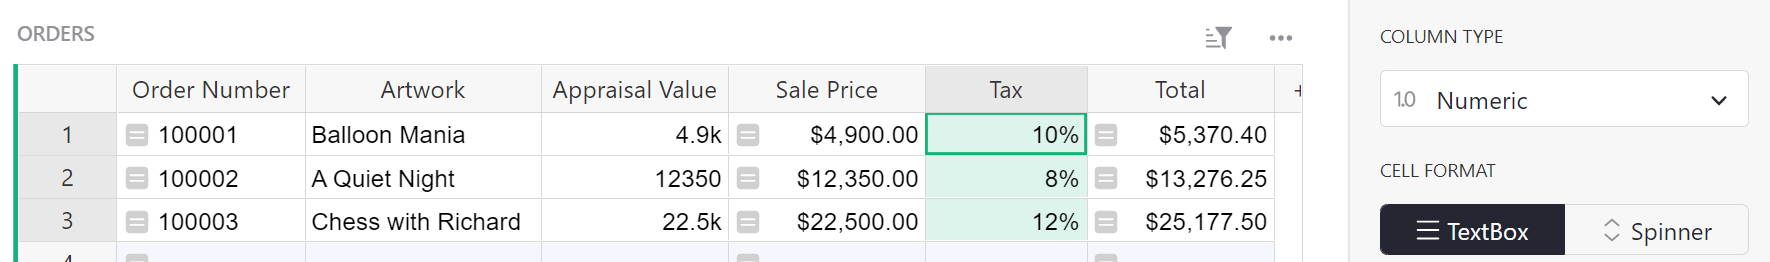 ORDERS
Order Number Artwork Appraisal Value Sale Price Tax Total +
1 100001 Balloon Mania 4.9k $4,900.00 10% $5,370.40
2 100002 A Quiet Night 12350 $12,350.00 8% $13,276.25
3 100003 Chess with Richard 22.5k $22,500.00 12% $25,177.50
4
COLUMN TYPE
1.0 Numeric
CELL FORMAT
TextBox Spinner